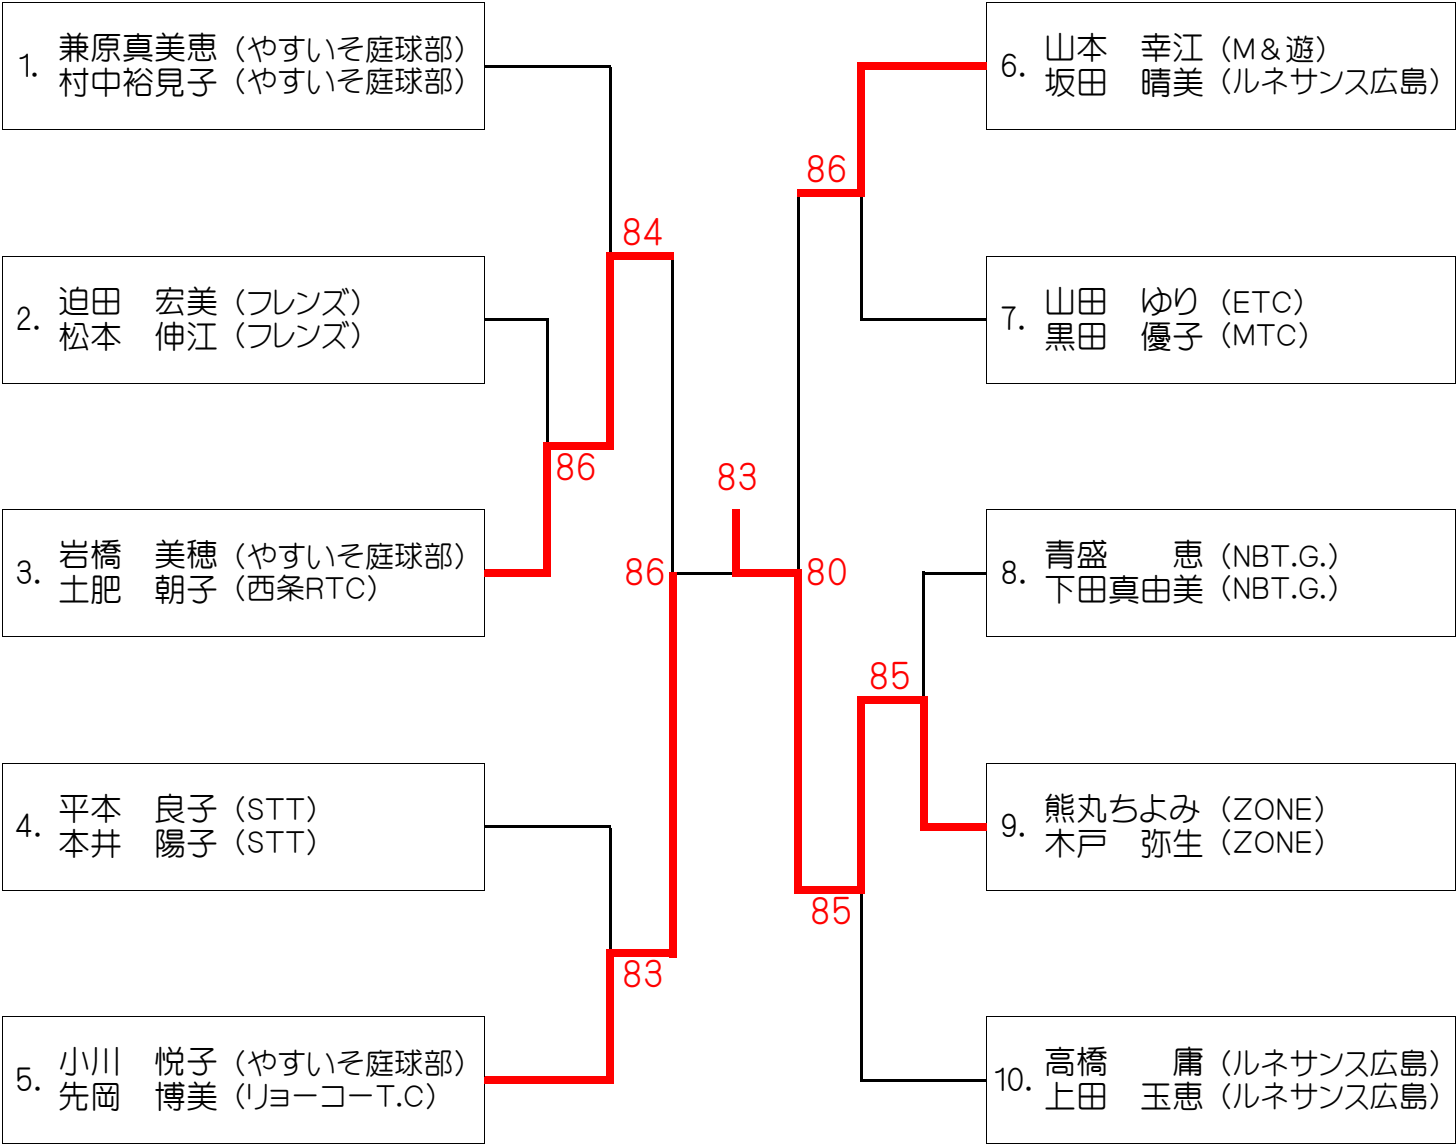 1.
兼原真美恵（やすいそ庭球部）
村中裕見子（やすいそ庭球部）
2.
迫田　宏美（フレンズ）
松本　伸江（フレンズ）
3.
岩橋　美穂（やすいそ庭球部）
土肥　朝子（西条RTC）
4.
平本　良子（STT）
本井　陽子（STT）
5.
小川　悦子（やすいそ庭球部）
先岡　博美（リョーコーT.C）
84
86
86
83
83
80
86
85
85
6.
山本　幸江（M＆遊）
坂田　晴美（ルネサンス広島）
7.
山田　ゆり（ETC）
黒田　優子（MTC）
8.
青盛　　恵（NBT.G.）
下田真由美（NBT.G.）
9.
熊丸ちよみ（ZONE）
木戸　弥生（ZONE）
10.
高橋　　庸（ルネサンス広島）
上田　玉恵（ルネサンス広島）